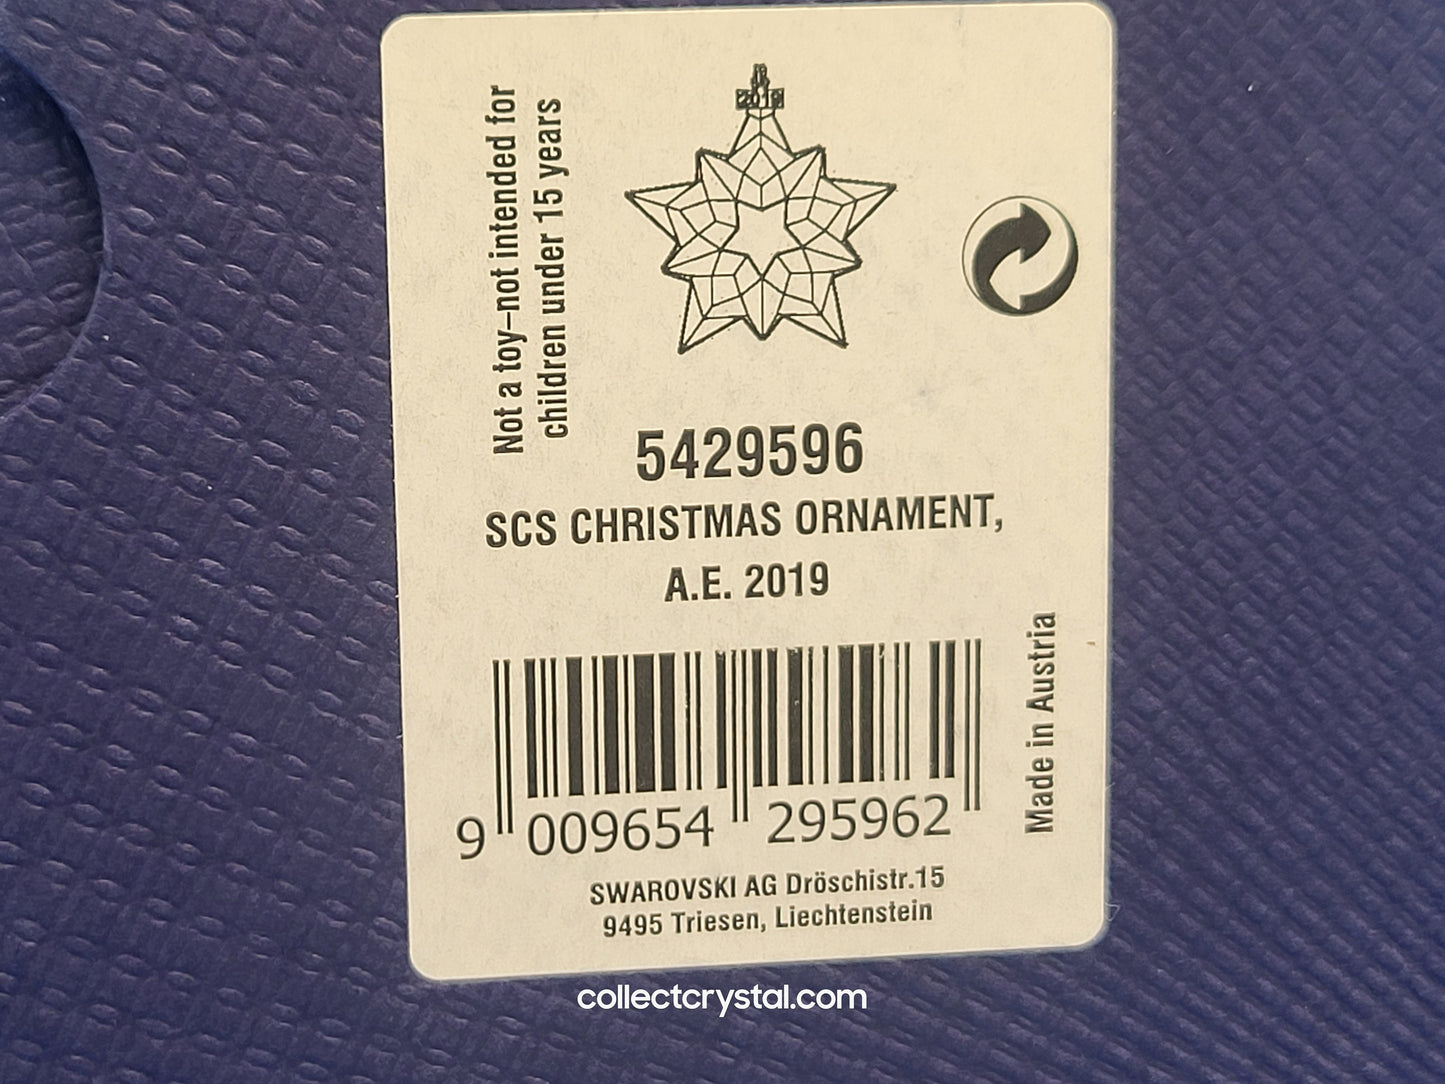 2019
Not a toy–not intended for
children under 15 years
5429596
SCS CHRISTMAS ORNAMENT,
A.E. 2019
9 009654 295962
Made in Austria
SWAROVSKI AG Dröschistr.15
9495 Triesen, Liechtenstein
collectcrystal.com